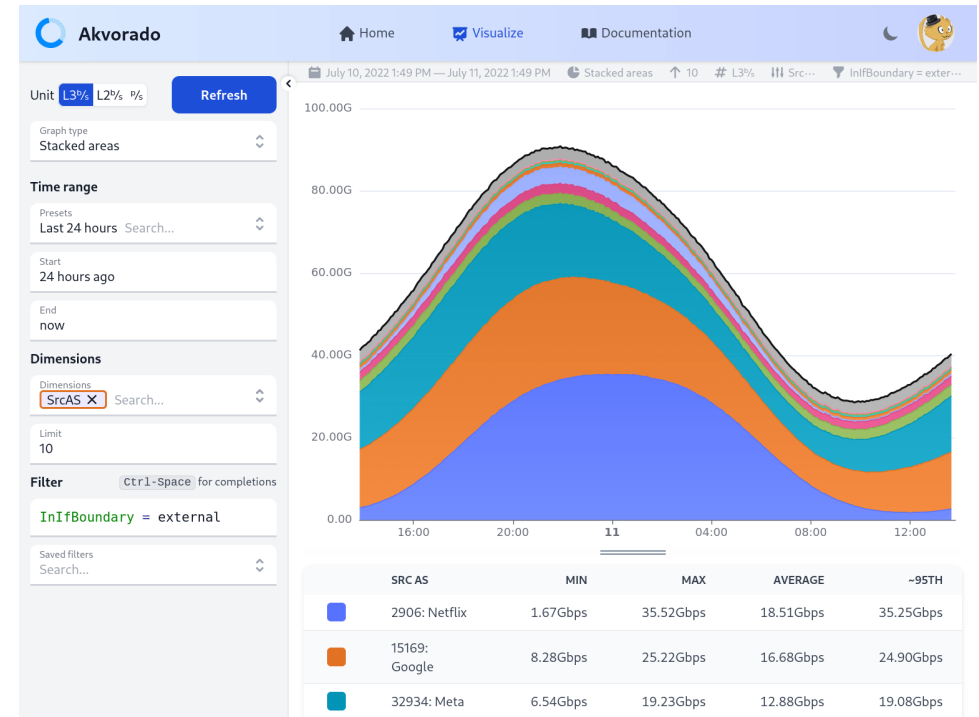 Akvorado
Home
Visualize
Documentation
July 10, 2022 1:49 PM — July 11, 2022 1:49 PM
Stacked areas
10
L3ᵇ/s
Src···
InIfBoundary = exter···
Unit L3ᵇ/s L2ᵇ/s ᵖ/s
Refresh
Graph type
Stacked areas
Time range
Presets
Last 24 hours Search...
Start
24 hours ago
End
now
Dimensions
Dimensions
SrcAS Search...
Limit
10
Filter Ctrl-Space for completions
InIfBoundary = external
Saved filters
Search...
100.00G
80.00G
60.00G
40.00G
20.00G
0.00
16:00 20:00 11 04:00 08:00 12:00
SRC AS MIN MAX AVERAGE ~95TH
2906: Netflix 1.67Gbps 35.52Gbps 18.51Gbps 35.25Gbps
15169:
Google 8.28Gbps 25.22Gbps 16.68Gbps 24.90Gbps
32934: Meta 6.54Gbps 19.23Gbps 12.88Gbps 19.08Gbps